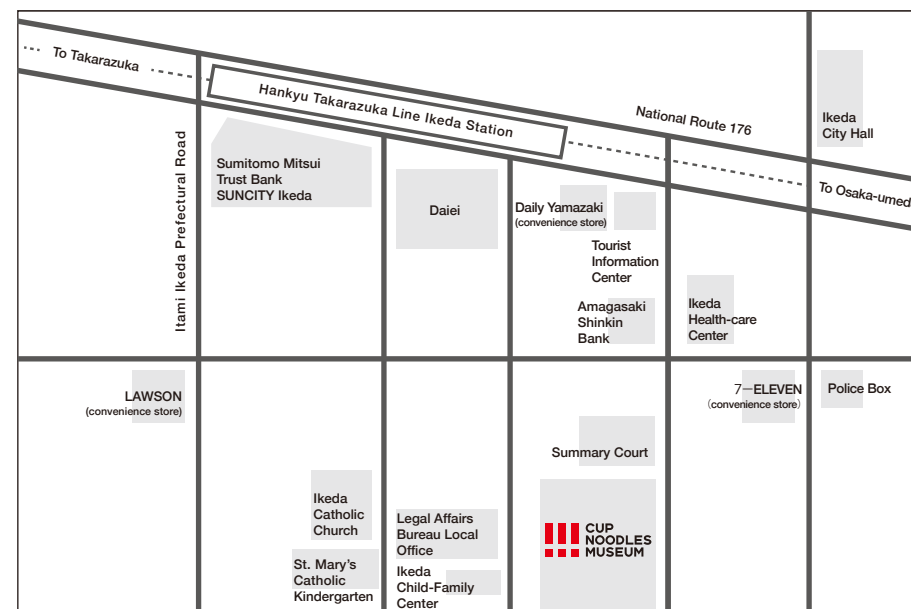 To Takarazuka
Hankyu Takarazuka Line Ikeda Station
National Route 176
Ikeda
City Hall
To Osaka-umed
Itami Ikeda Prefectural Road
Sumitomo Mitsui
Trust Bank
SUNCITY Ikeda
Daiei
Daily Yamazaki
(convenience store)
Tourist
Information
Center
Amagasaki
Shinkin
Bank
Ikeda
Health-care
Center
LAWSON
(convenience store)
7–ELEVEN
(convenience store)
Police Box
Summary Court
Ikeda
Catholic
Church
Legal Affairs
Bureau Local
Office
CUP
NOODLES
MUSEUM
St. Mary's
Catholic
Kindergarten
Ikeda
Child-Family
Center